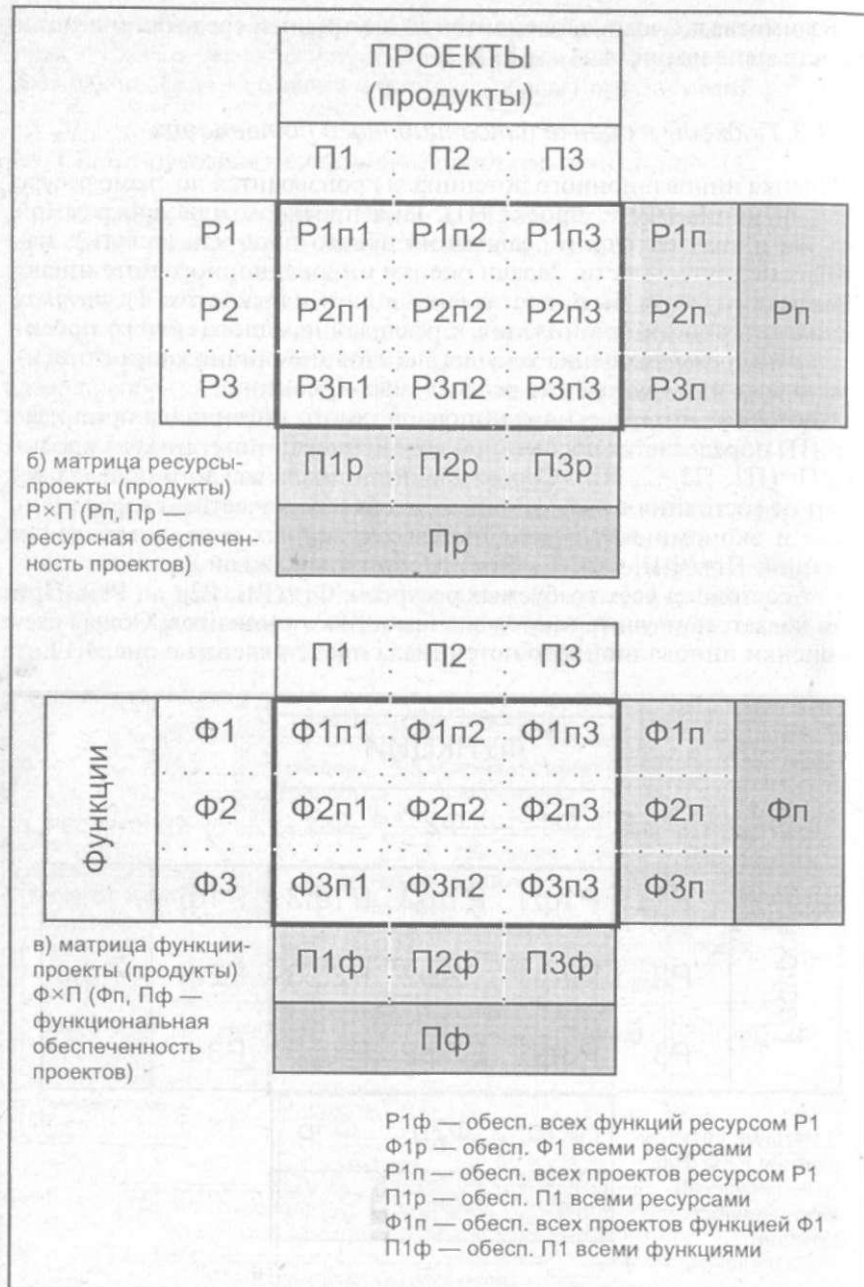 ПРОЕКТЫ
(продукты)
П1 П2 П3
Р1 Р1п1 Р1п2 Р1п3 Р1п
Р2 Р2п1 Р2п2 Р2п3 Р2п Рп
Р3 Р3п1 Р3п2 Р3п3 Р3п
П1р П2р П3р
Пр
б) матрица ресурсы-
проекты (продукты)
Р×П (Рп, Пр —
ресурсная обеспечен-
ность проектов)
П1 П2 П3
Функции
Ф1 Ф1п1 Ф1п2 Ф1п3 Ф1п
Ф2 Ф2п1 Ф2п2 Ф2п3 Ф2п Фп
Ф3 Ф3п1 Ф3п2 Ф3п3 Ф3п
П1ф П2ф П3ф
Пф
в) матрица функции-
проекты (продукты)
Ф×П (Фп, Пф —
функциональная
обеспеченность
проектов)
Р1ф — обесп. всех функций ресурсом Р1
Ф1р — обесп. Ф1 всеми ресурсами
Р1п — обесп. всех проектов ресурсом Р1
П1р — обесп. П1 всеми ресурсами
Ф1п — обесп. всех проектов функцией Ф1
П1ф — обесп. П1 всеми функциями